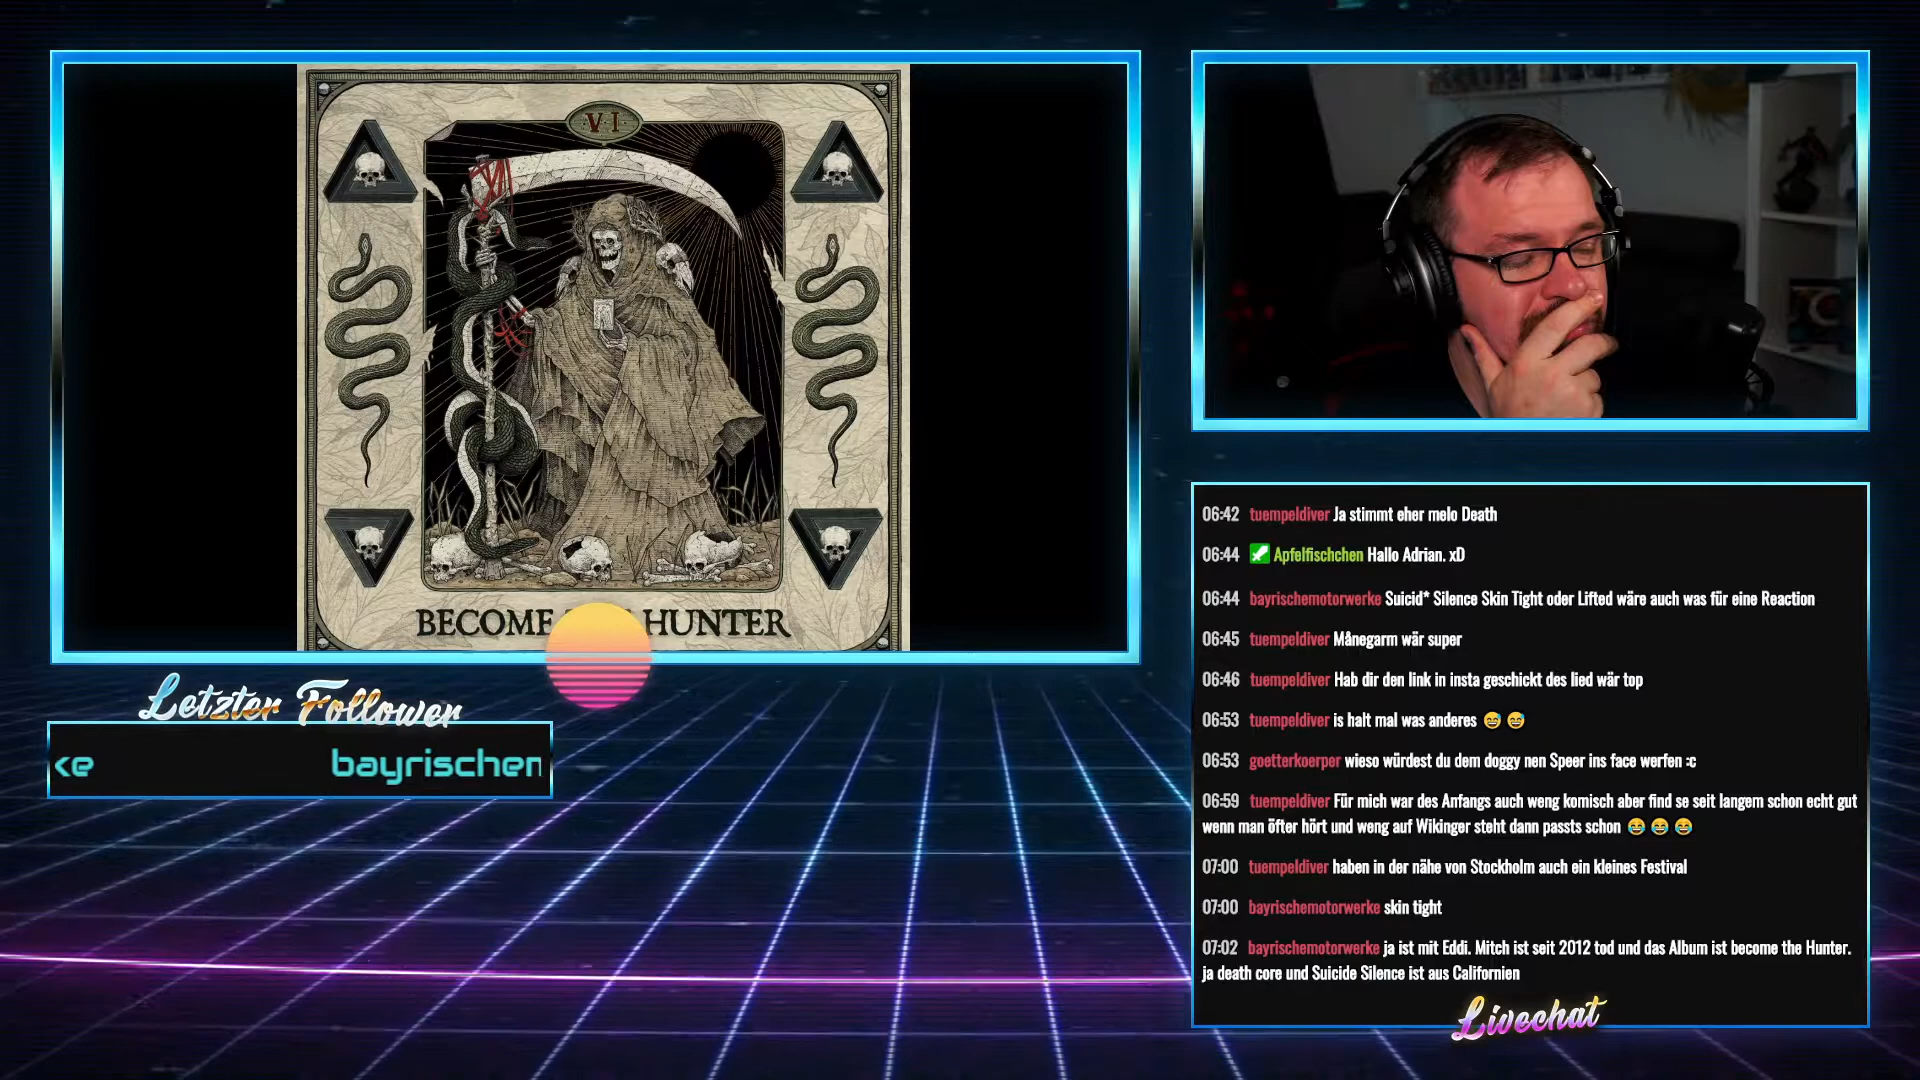 V·I
BECOME HUNTER
Letzter Follower
ke bayrischen
06:42 tuempeldiver Ja stimmt eher melo Death
06:44 Apfelfischchen Hallo Adrian. xD
06:44 bayrischemotorwerke Suicid* Silence Skin Tight oder Lifted wäre auch was für eine Reaction
06:45 tuempeldiver Månegarm wär super
06:46 tuempeldiver Hab dir den link in insta geschickt des lied wär top
06:53 tuempeldiver is halt mal was anderes 😅 😅
06:53 goetterkoerper wieso würdest du dem doggy nen Speer ins face werfen :c
06:59 tuempeldiver Für mich war des Anfangs auch weng komisch aber find se seit langem schon echt gut
wenn man öfter hört und weng auf Wikinger steht dann passts schon 😂 😂 😂
07:00 tuempeldiver haben in der nähe von Stockholm auch ein kleines Festival
07:00 bayrischemotorwerke skin tight
07:02 bayrischemotorwerke ja ist mit Eddi. Mitch ist seit 2012 tod und das Album ist become the Hunter.
ja death core und Suicide Silence ist aus Californien
Livechat